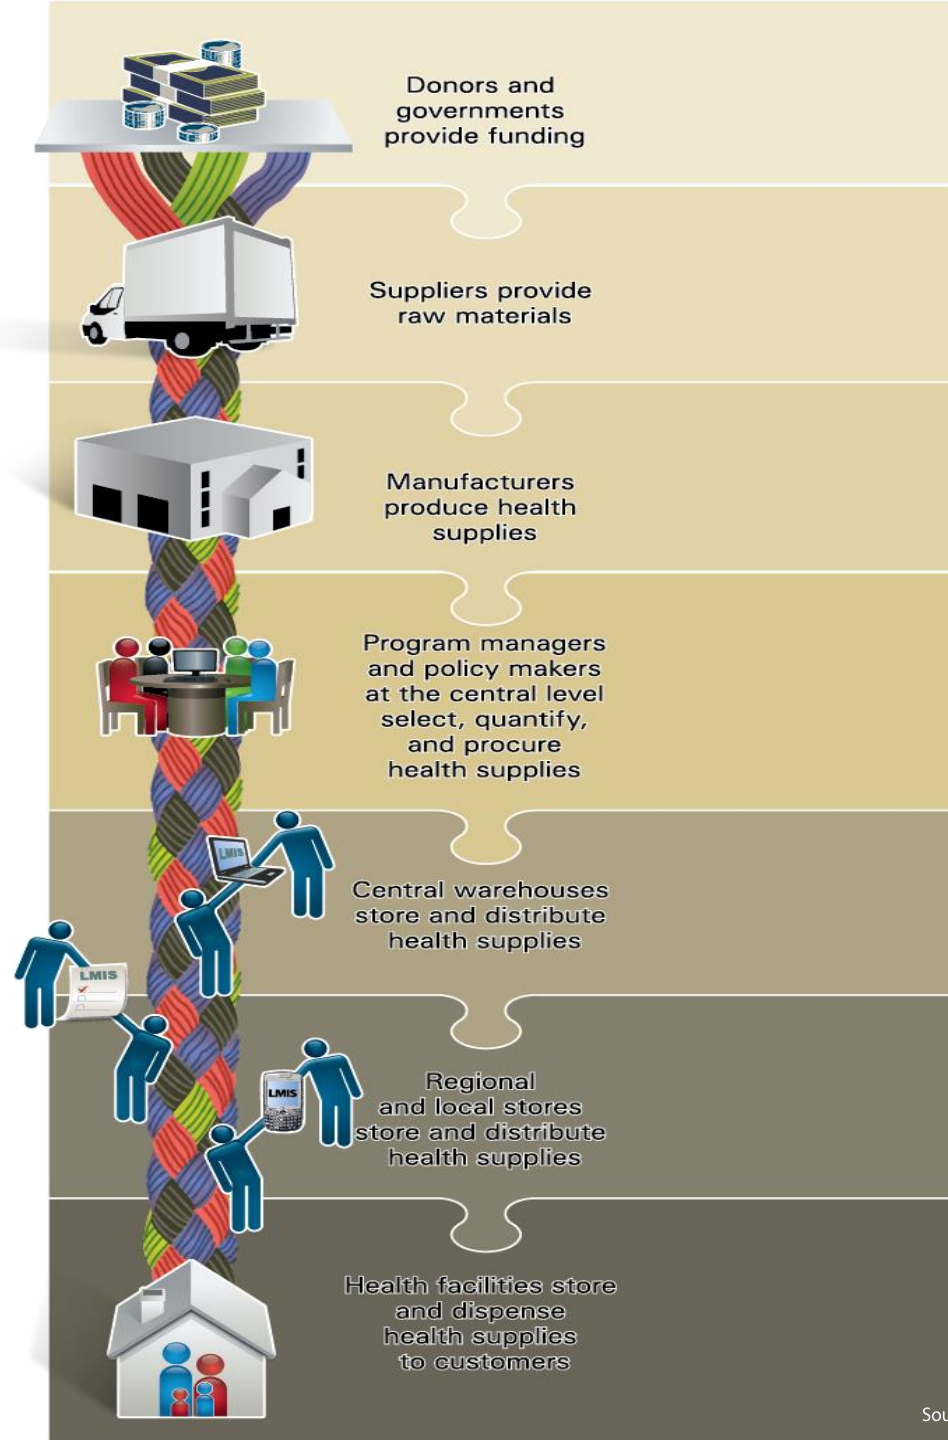 Donors and
governments
provide funding
Suppliers provide
raw materials
Manufacturers
produce health
supplies
Program managers
and policy makers
at the central level
select, quantify,
and procure
health supplies
LMIS
Central warehouses
store and distribute
health supplies
LMIS
Regional
and local stores
store and distribute
health supplies
LMIS
Health facilities store
and dispense
health supplies
to customers
Sou